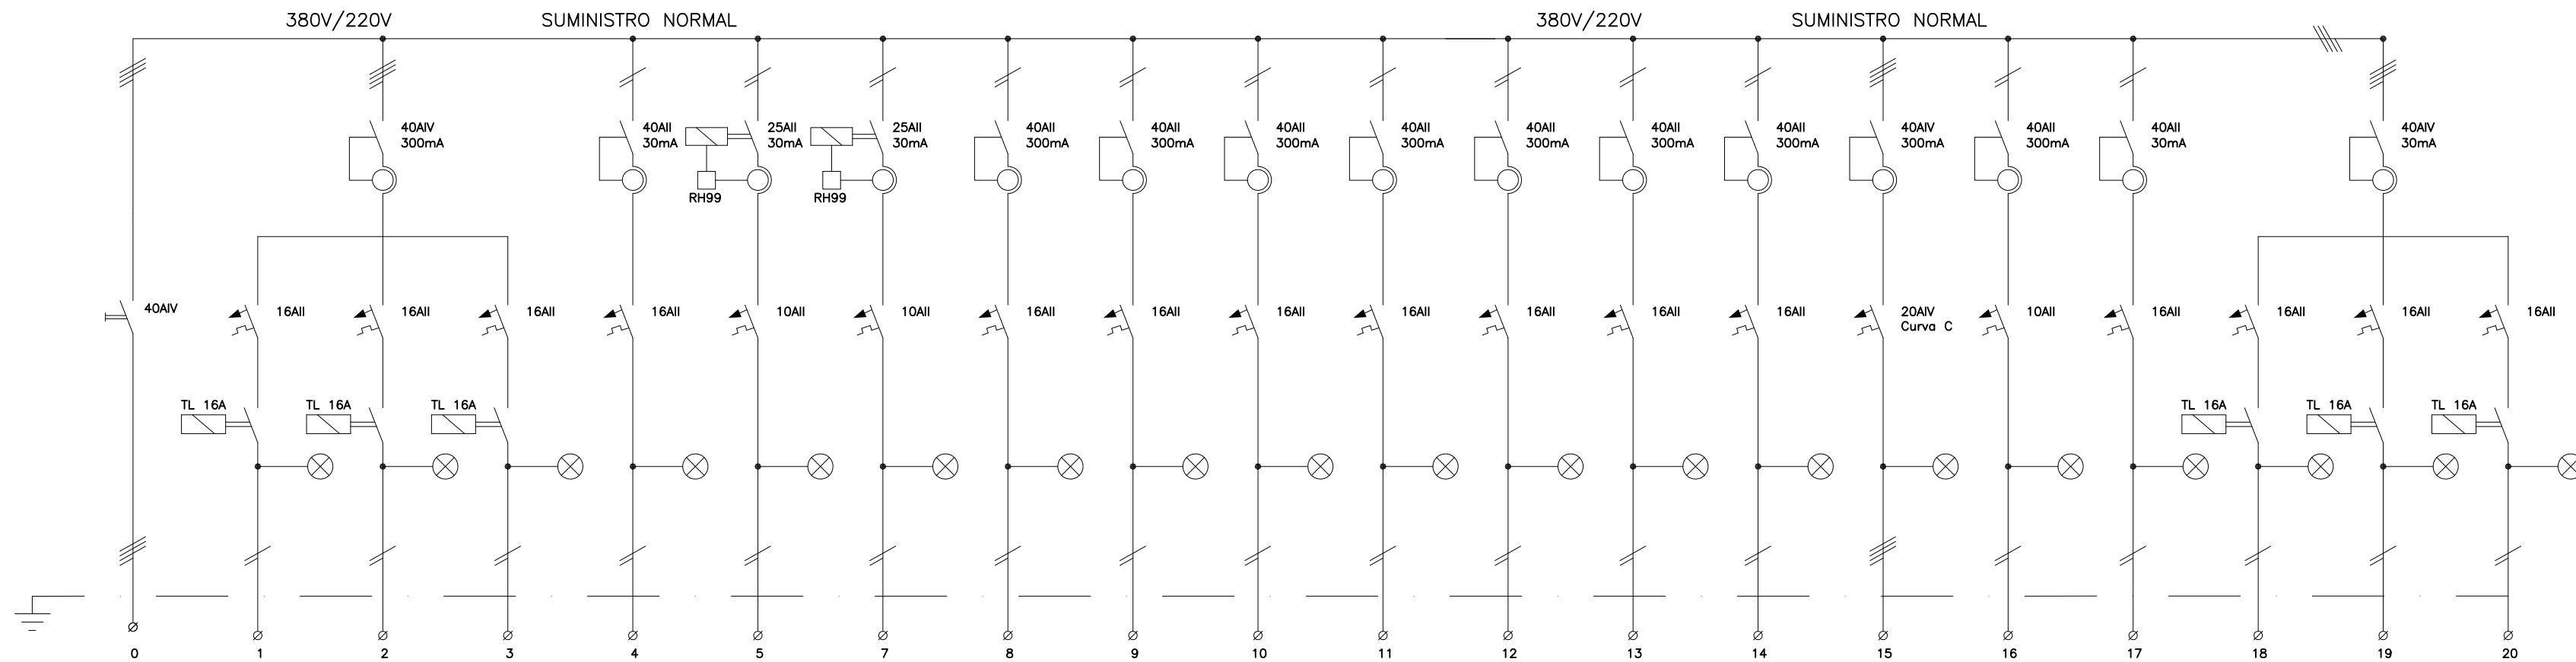 380V/220V SUMINISTRO NORMAL 380V/220V SUMINISTRO NORMAL
40AIV 40AII 25AII 25AII 40AII 40AII 40AII 40AII 40AII 40AII 40AII 40AIV 40AII 40AII 40AIV
300mA 30mA 30mA 30mA 300mA 300mA 300mA 300mA 300mA 300mA 300mA 300mA 300mA 30mA 30mA
RH99 RH99
40AIV 16AII 16AII 16AII 16AII 10AII 10AII 16AII 16AII 16AII 16AII 16AII 16AII 16AII 20AIV 10AII 16AII 16AII 16AII 16AII
Curva C
TL 16A TL 16A TL 16A TL 16A TL 16A TL 16A
0 1 2 3 4 5 7 8 9 10 11 12 13 14 15 16 17 18 19 20